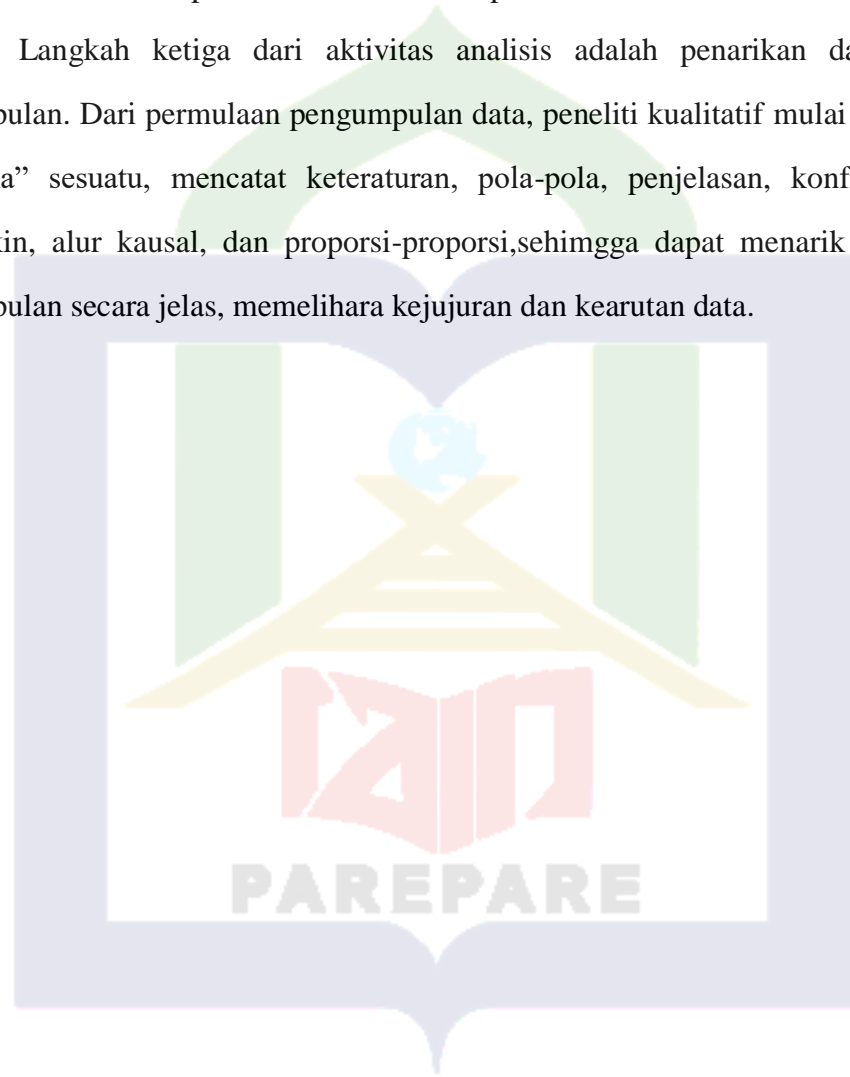 Langkah ketiga dari aktivitas analisis adalah penarikan da
pulan. Dari permulaan pengumpulan data, peneliti kualitatif mulai
a” sesuatu, mencatat keteraturan, pola-pola, penjelasan, konf
in, alur kausal, dan proporsi-proporsi,sehimgga dapat menarik
pulan secara jelas, memelihara kejujuran dan kearutan data.
iain
PAREPARE